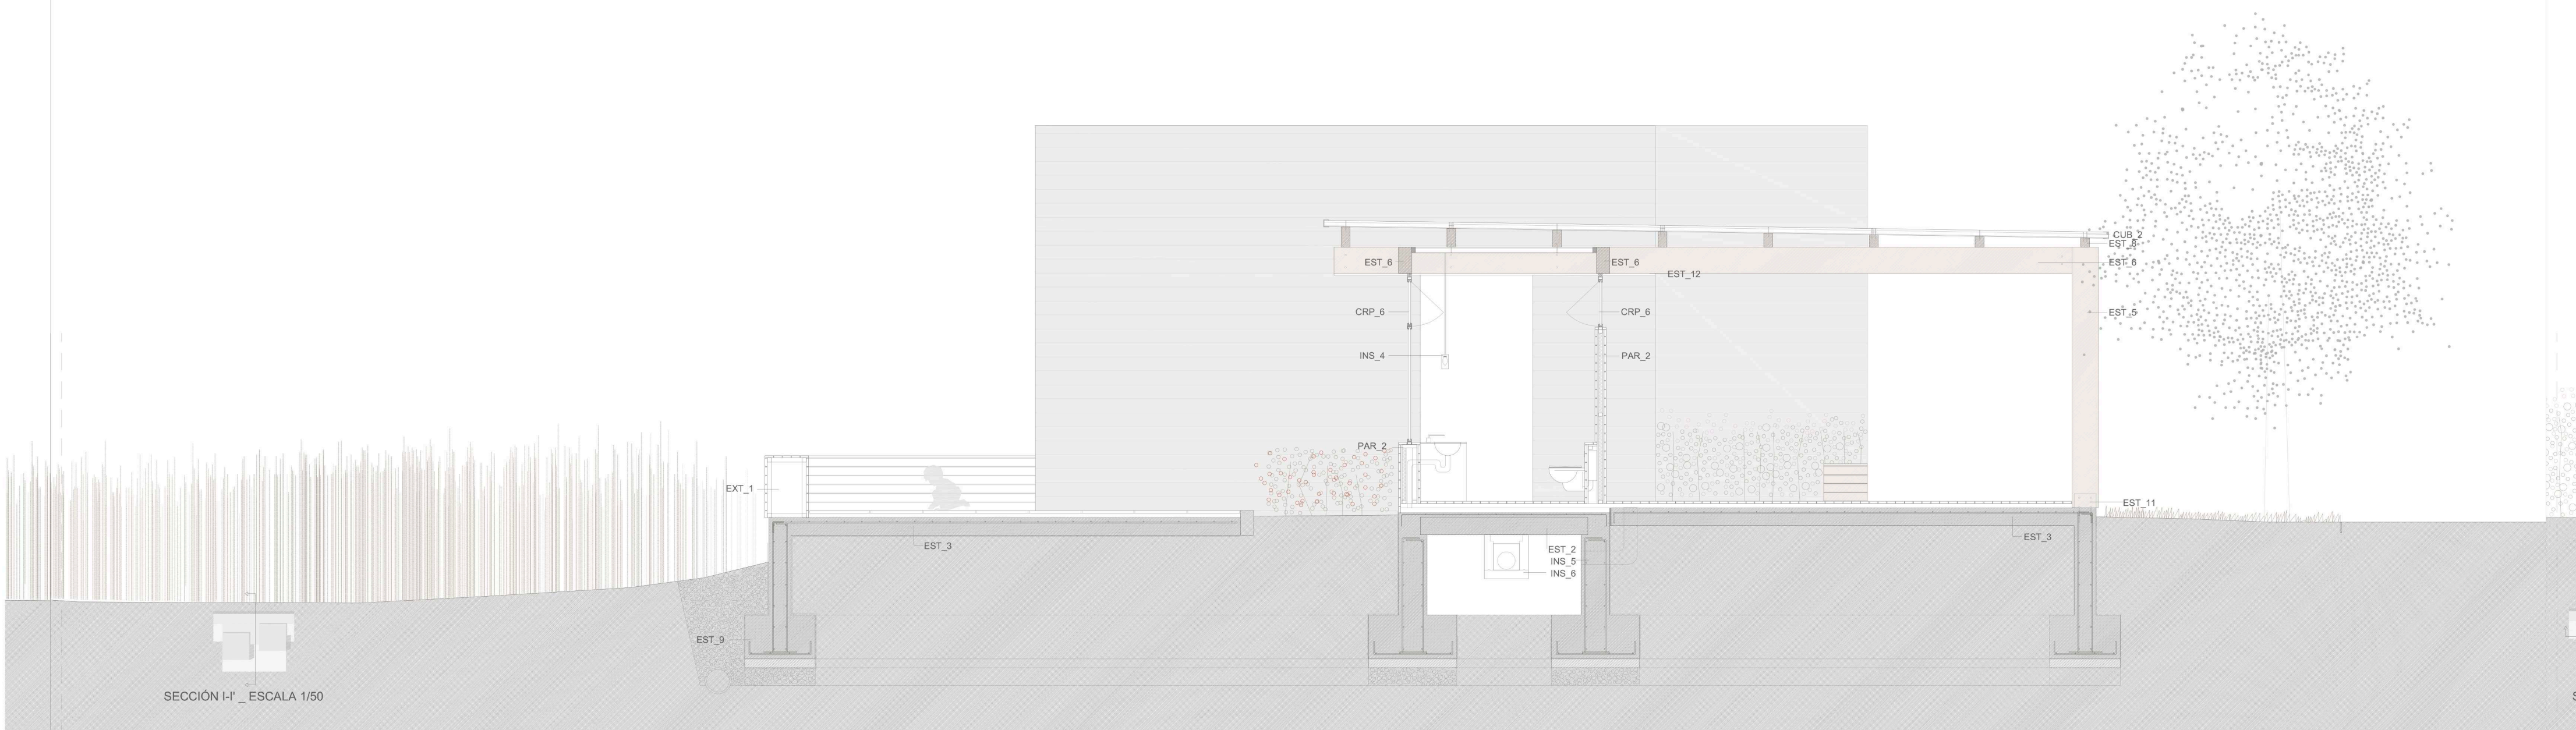 CUB_2
EST_8
EST_6
EST_6
EST_6
EST_12
CRP_6
CRP_6
EST_5
INS_4
PAR_2
PAR_2
EXT_1
EST_11
EST_3
EST_2
EST_3
INS_5
INS_6
EST_9
SECCIÓN I-I' _ ESCALA 1/50